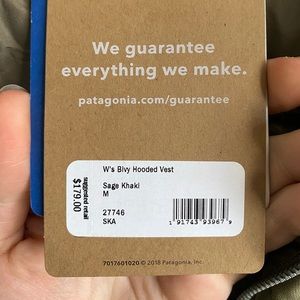 We guarantee
everything we make.
patagonia.com/guarantee
W's Bivy Hooded Vest
Sage Khaki
M
27746
SKA
suggested retail
$179.00
1 91743 93967 9
7017601020 © 2018 Patagonia, Inc.